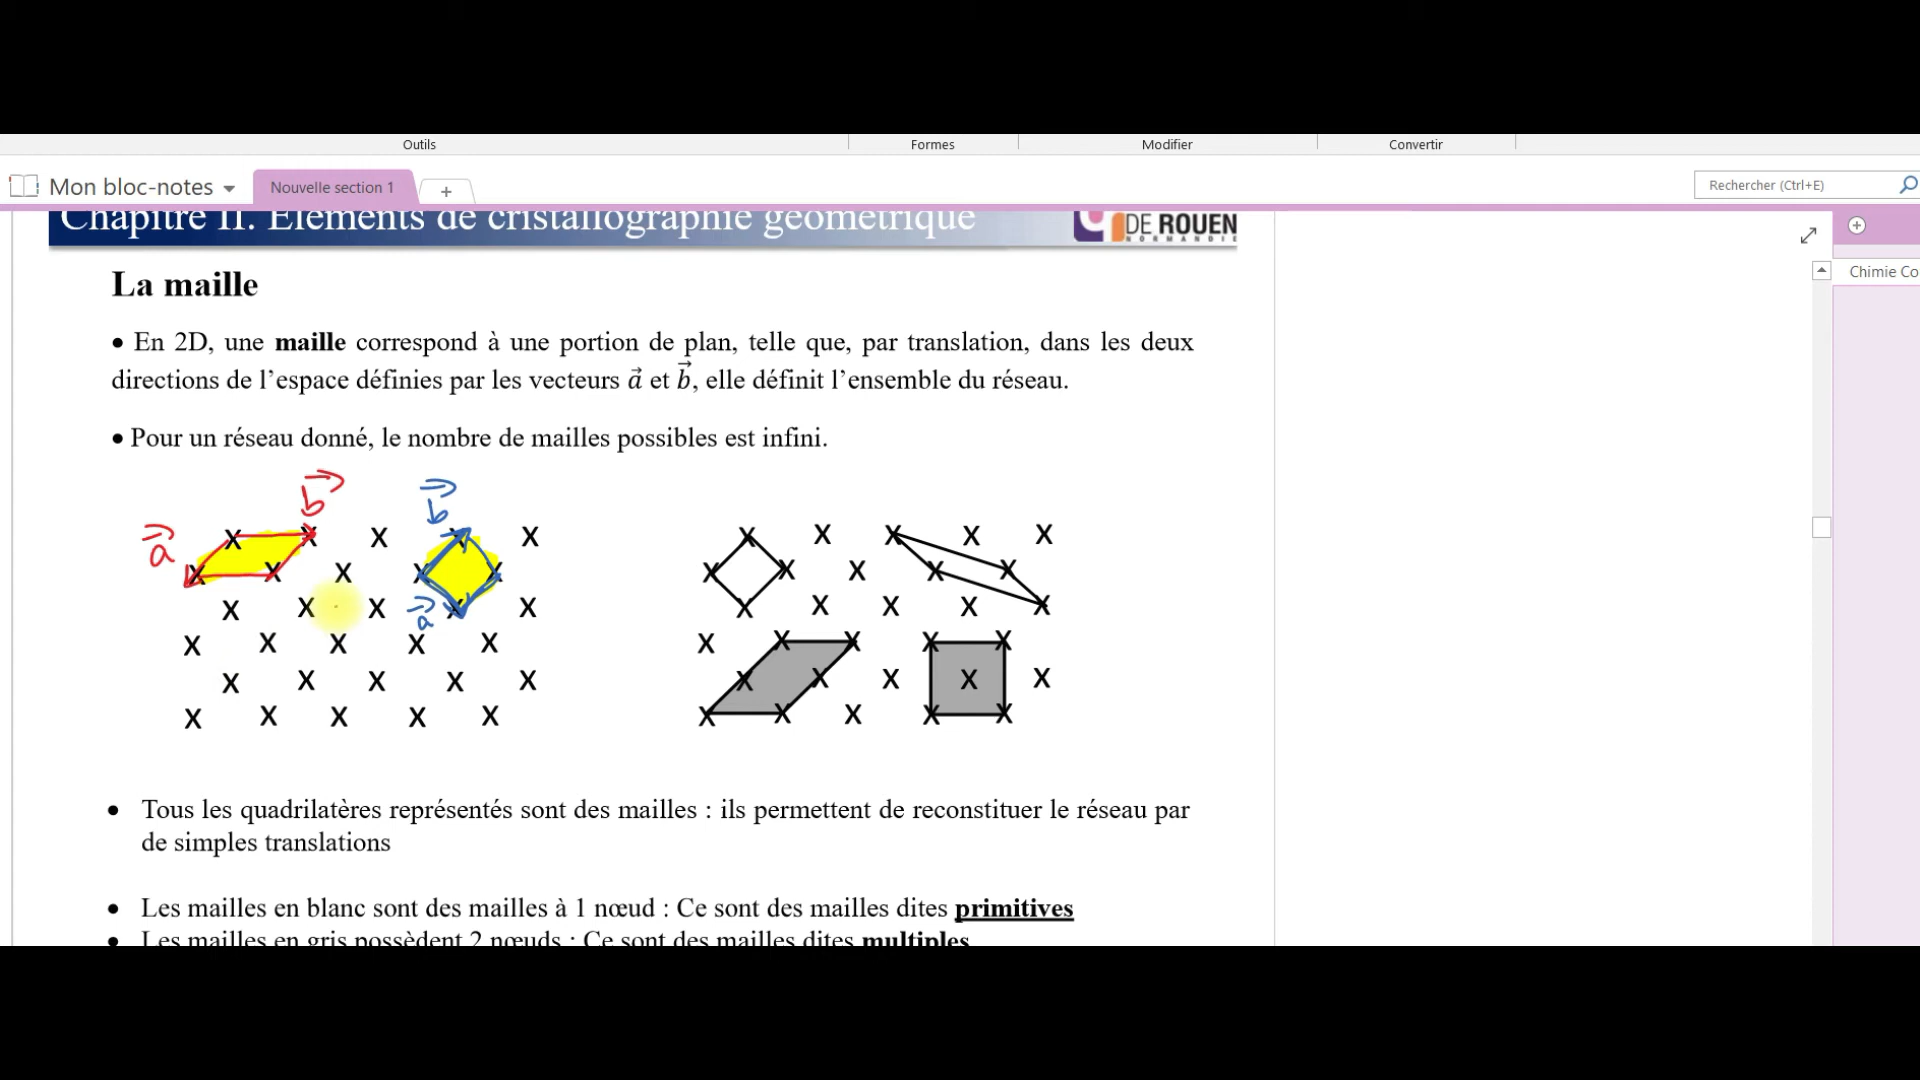 Outils Formes Modifier Convertir
Mon bloc-notes Nouvelle section 1 + Rechercher (Ctrl+E)
Chapitre II. Eléments de cristallographie géométrique DE ROUEN
NORMANDIE
Chimie Co
La maille
• En 2D, une maille correspond à une portion de plan, telle que, par translation, dans les deux
directions de l’espace définies par les vecteurs a⃗ et b⃗, elle définit l’ensemble du réseau.
• Pour un réseau donné, le nombre de mailles possibles est infini.
b⃗ b⃗
a⃗
X X X X X X X X X X
X X X X X X X X X X
a⃗
X X X X X X X X X X
X X X X X X X X X X
X X X X X X X X X X
X X X X X X X X X X
• Tous les quadrilatères représentés sont des mailles : ils permettent de reconstituer le réseau par
de simples translations
• Les mailles en blanc sont des mailles à 1 nœud : Ce sont des mailles dites primitives
• Les mailles en gris possèdent 2 nœuds : Ce sont des mailles dites multiples